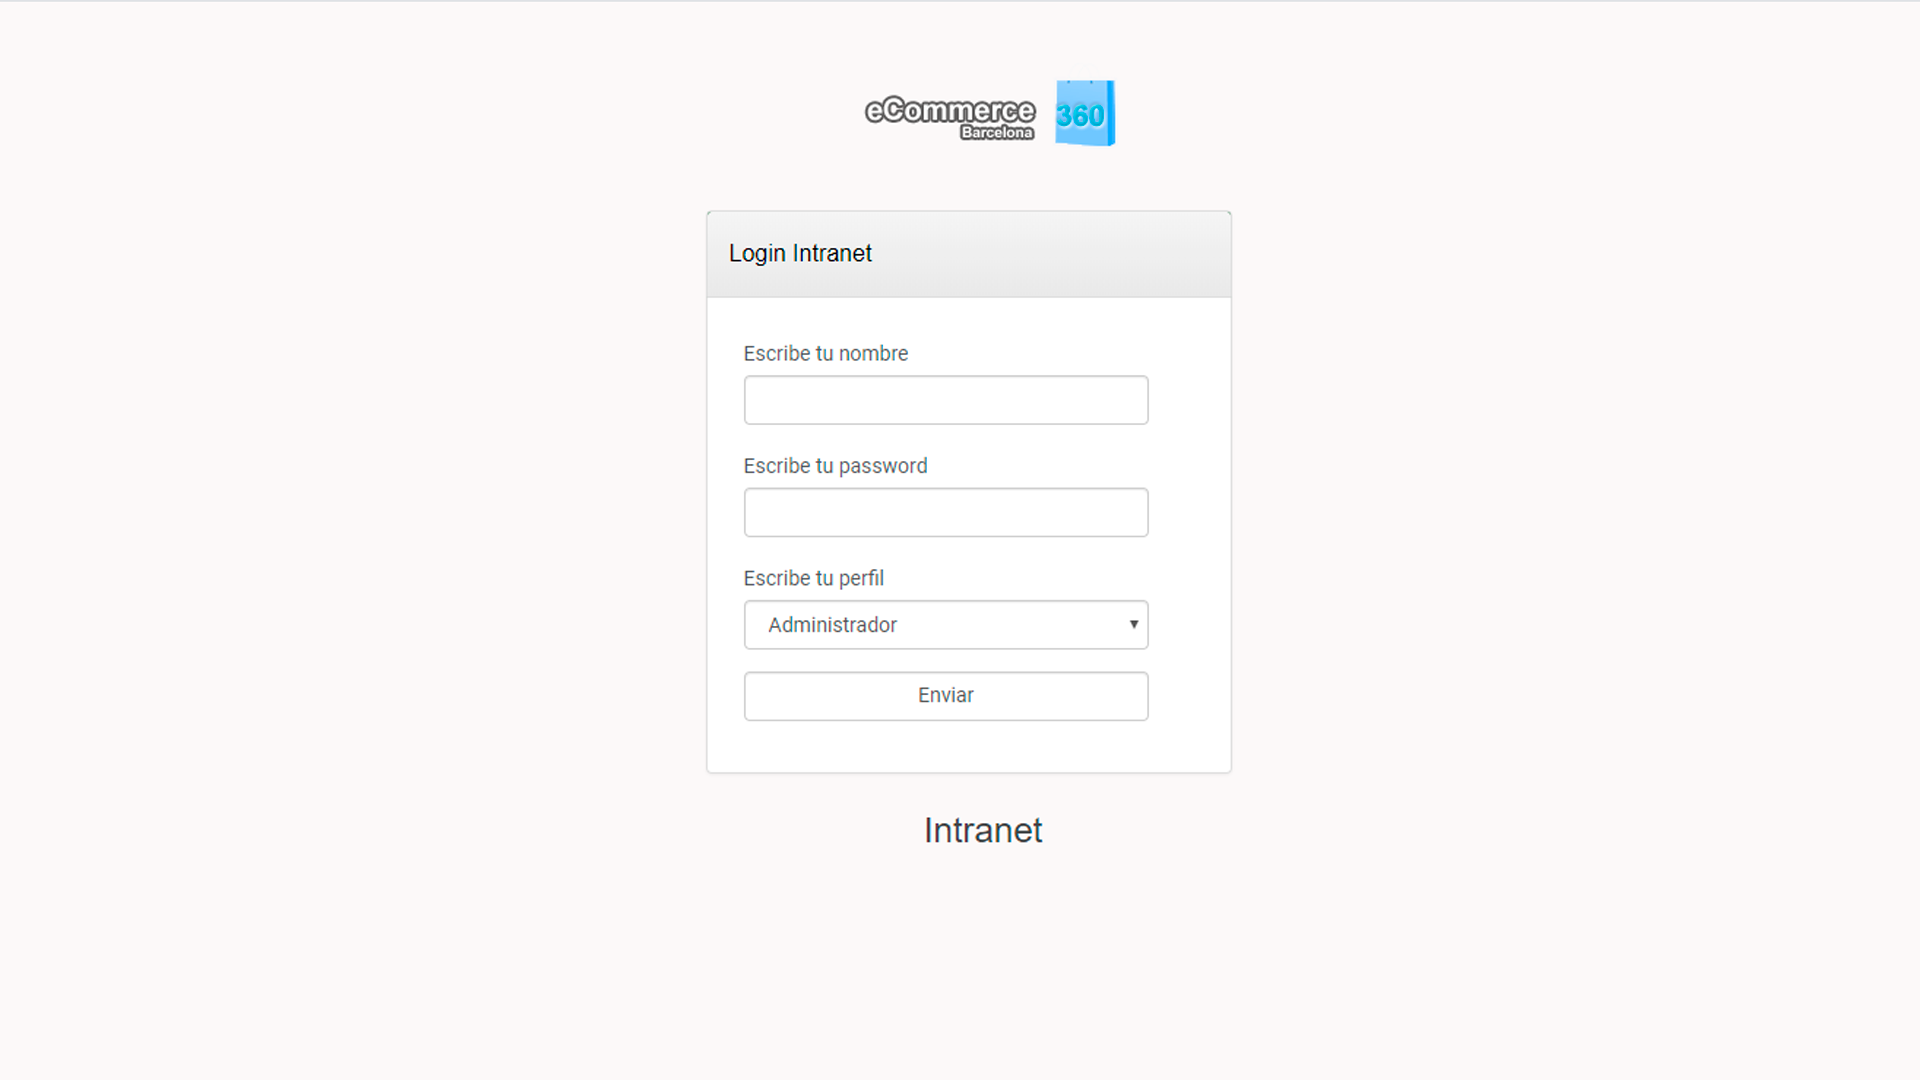 eCommerce
Barcelona
360
Login Intranet
Escribe tu nombre
Escribe tu password
Escribe tu perfil
Administrador
Enviar
Intranet